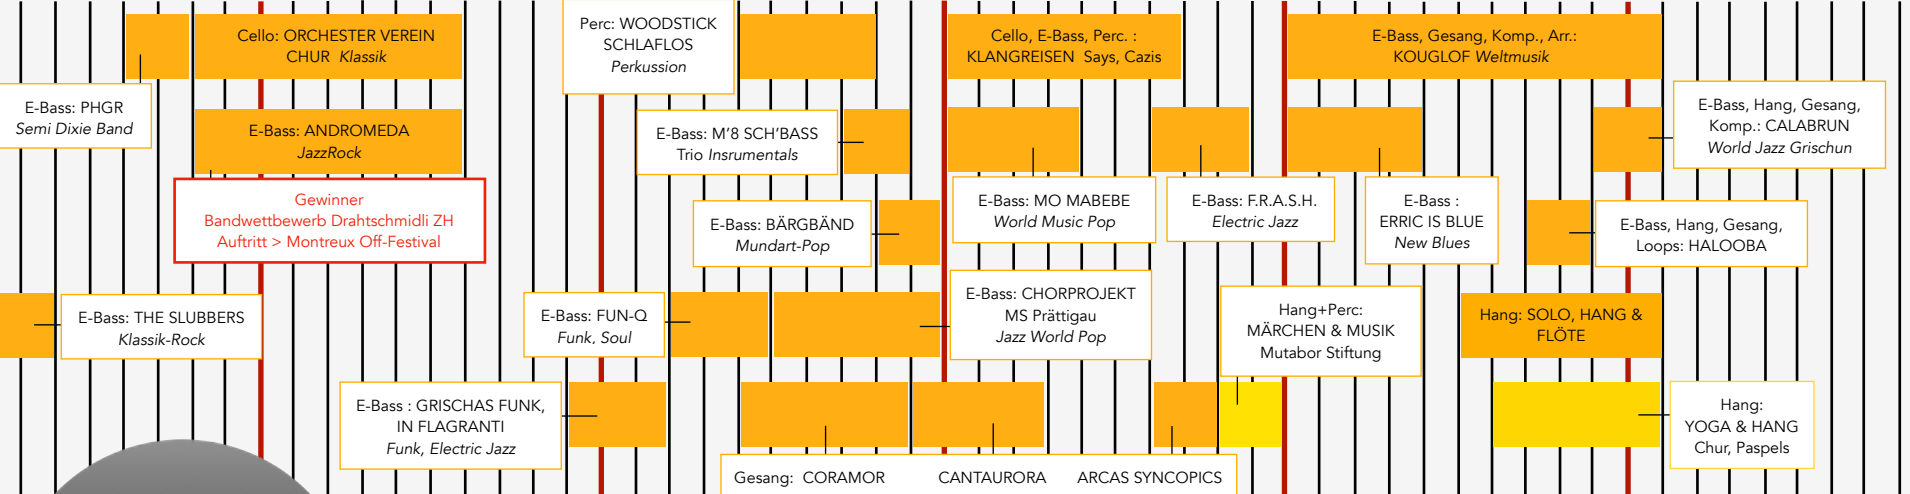 Cello: ORCHESTER VEREIN
CHUR Klassik
Perc: WOODSTICK
SCHLAFLOS
Perkussion
Cello, E-Bass, Perc. :
KLANGREISEN Says, Cazis
E-Bass, Gesang, Komp., Arr.:
KOUGLOF Weltmusik
E-Bass: PHGR
Semi Dixie Band
E-Bass: ANDROMEDA
JazzRock
E-Bass: M'8 SCH'BASS
Trio Insrumentals
E-Bass, Hang, Gesang,
Komp.: CALABRUN
World Jazz Grischun
Gewinner
Bandwettbewerb Drahtschmidli ZH
Auftritt > Montreux Off-Festival
E-Bass: BÄRGBÄND
Mundart-Pop
E-Bass: MO MABEBE
World Music Pop
E-Bass: F.R.A.S.H.
Electric Jazz
E-Bass :
ERRIC IS BLUE
New Blues
E-Bass, Hang, Gesang,
Loops: HALOOBA
E-Bass: THE SLUBBERS
Klassik-Rock
E-Bass: FUN-Q
Funk, Soul
E-Bass: CHORPROJEKT
MS Prättigau
Jazz World Pop
Hang+Perc:
MÄRCHEN & MUSIK
Mutabor Stiftung
Hang: SOLO, HANG &
FLÖTE
E-Bass : GRISCHAS FUNK,
IN FLAGRANTI
Funk, Electric Jazz
Hang:
YOGA & HANG
Chur, Paspels
Gesang: CORAMOR CANTAURORA ARCAS SYNCOPICS